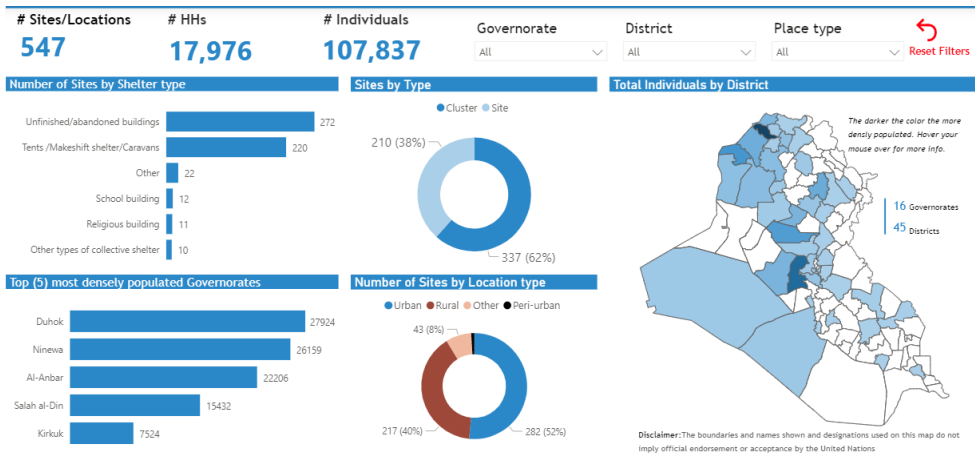 # Sites/Locations
547
# HHs
17,976
# Individuals
107,837
Governorate
All
District
All
Place type
All
Reset Filters
Number of Sites by Shelter type
Unfinished/abandoned buildings
272
Tents /Makeshift shelter/Caravans
220
Other
22
School building
12
Religious building
11
Other types of collective shelter
10
Sites by Type
Cluster Site
210 (38%)
337 (62%)
Total Individuals by District
The darker the color the more
densly populated. Hover your
mouse over for more info.
16 Governorates
45 Districts
Top (5) most densely populated Governorates
Duhok
27924
Ninewa
26159
Al-Anbar
22206
Salah al-Din
15432
Kirkuk
7524
Number of Sites by Location type
Urban Rural Other Peri-urban
43 (8%)
217 (40%)
282 (52%)
Disclaimer:The boundaries and names shown and designations used on this map do not
imply official endorsement or acceptance by the United Nations